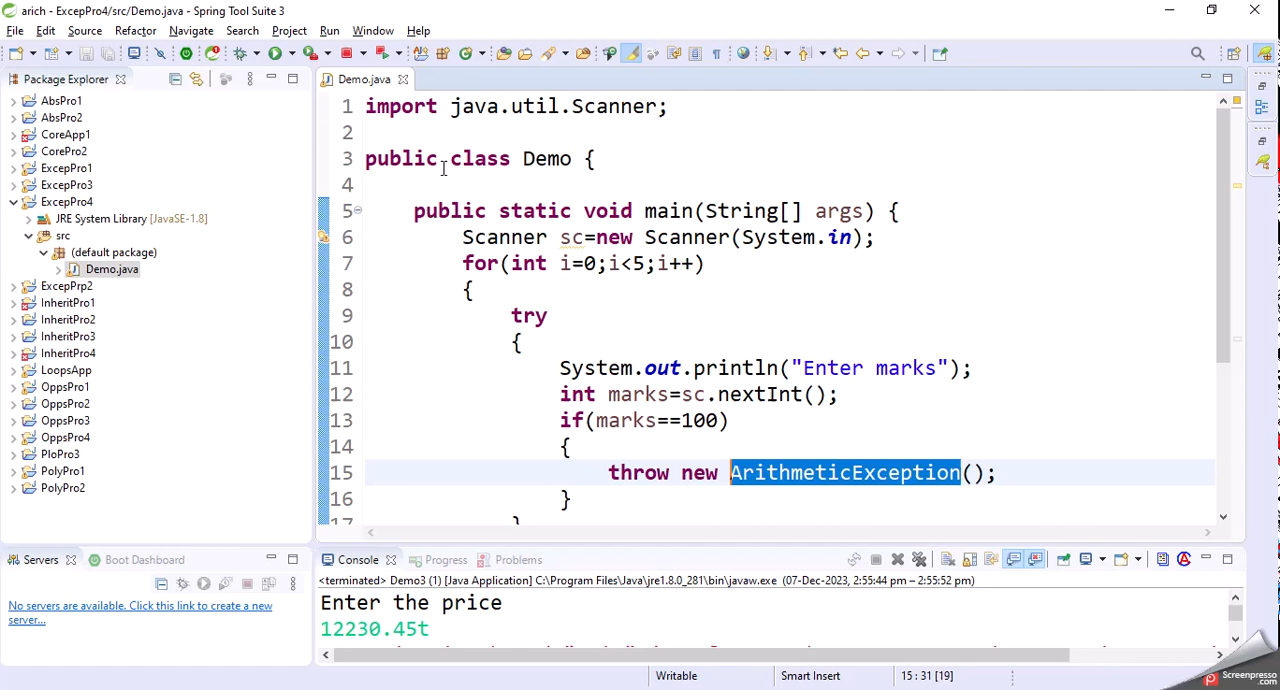 arich - ExcepPro4/src/Demo.java - Spring Tool Suite 3
File Edit Source Refactor Navigate Search Project Run Window Help
Package Explorer
AbsPro1
AbsPro2
CoreApp1
CorePro2
ExcepPro1
ExcepPro3
ExcepPro4
JRE System Library [JavaSE-1.8]
src
(default package)
Demo.java
ExcepPrp2
InheritPro1
InheritPro2
InheritPro3
InheritPro4
LoopsApp
OppsPro1
OppsPro2
OppsPro3
OppsPro4
PloPro3
PolyPro1
PolyPro2
Demo.java
1 import java.util.Scanner;
2
3 public class Demo {
4
5 public static void main(String[] args) {
6 Scanner sc=new Scanner(System.in);
7 for(int i=0;i<5;i++)
8 {
9 try
10 {
11 System.out.println("Enter marks");
12 int marks=sc.nextInt();
13 if(marks==100)
14 {
15 throw new ArithmeticException();
16 }
17 }
Servers Boot Dashboard
No servers are available. Click this link to create a new
server...
Console Progress Problems
<terminated> Demo3 (1) [Java Application] C:\Program Files\Java\jre1.8.0_281\bin\javaw.exe (07-Dec-2023, 2:55:44 pm – 2:55:52 pm)
Enter the price
12230.45t
Writable Smart Insert 15 : 31 [19]
Screenpresso
.com